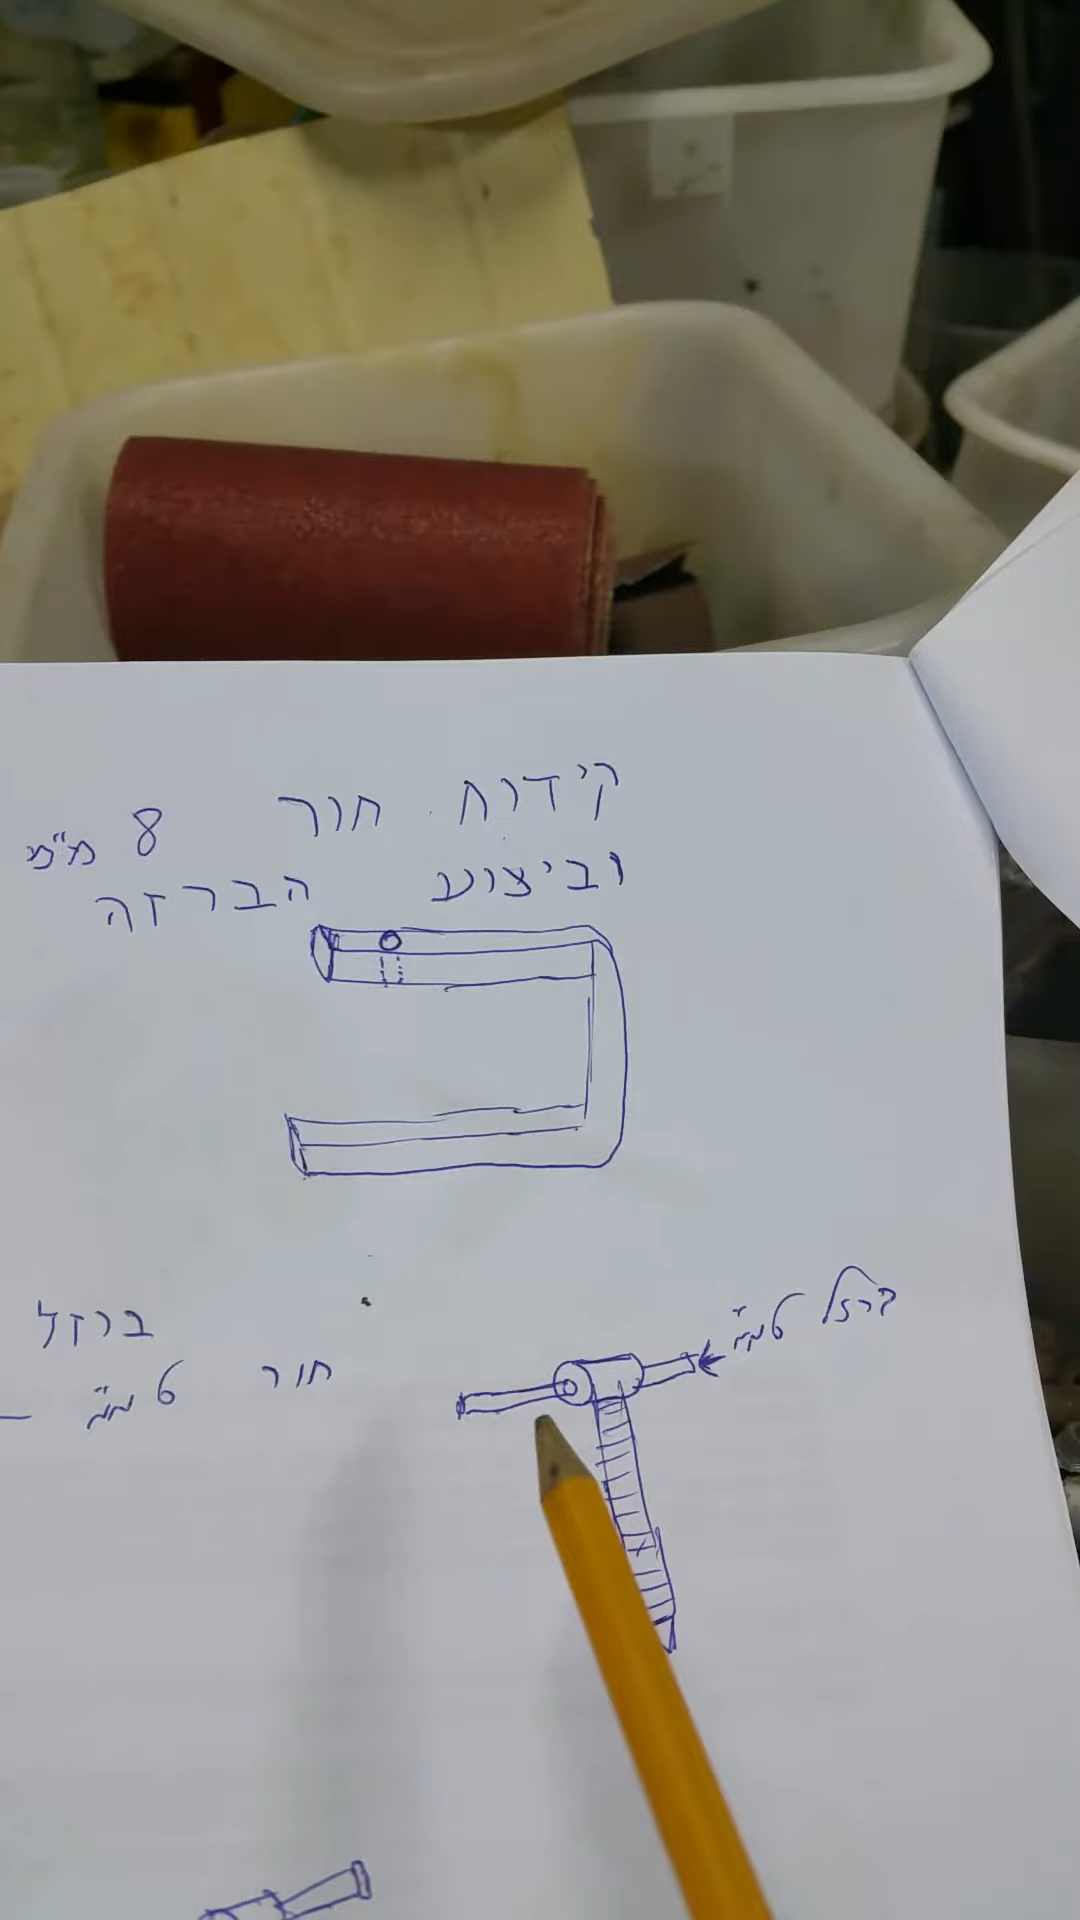 קידוח חור 8 מ"מ
וביצוע הברזה
ברזל 6 מ"מ
ברזל
חור 6 מ"מ